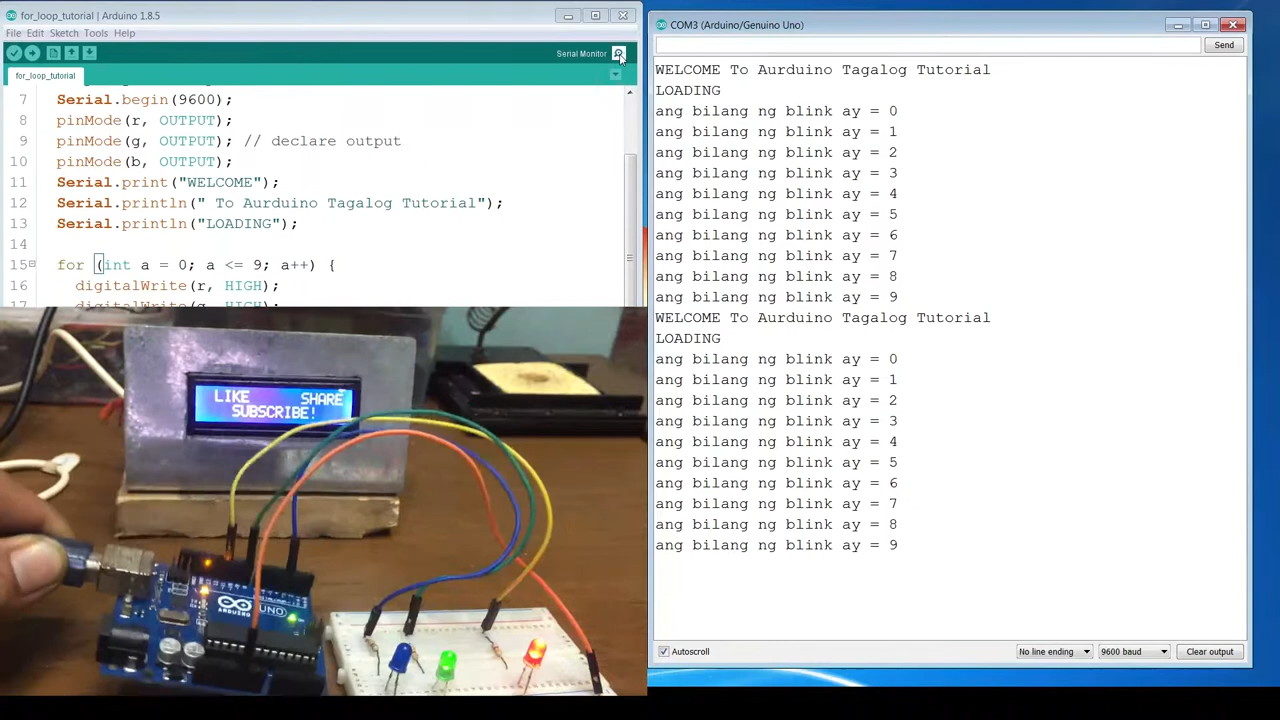 for_loop_tutorial | Arduino 1.8.5
File Edit Sketch Tools Help
Serial Monitor
for_loop_tutorial
7 Serial.begin(9600);
8 pinMode(r, OUTPUT);
9 pinMode(g, OUTPUT); // declare output
10 pinMode(b, OUTPUT);
11 Serial.print("WELCOME");
12 Serial.println(" To Aurduino Tagalog Tutorial");
13 Serial.println("LOADING");
14
15 for (int a = 0; a <= 9; a++) {
16 digitalWrite(r, HIGH);
17 digitalWrite(g, HIGH);
LIKE SHARE
SUBSCRIBE!
UNO
ARDUINO
COM3 (Arduino/Genuino Uno)
Send
WELCOME To Aurduino Tagalog Tutorial
LOADING
ang bilang ng blink ay = 0
ang bilang ng blink ay = 1
ang bilang ng blink ay = 2
ang bilang ng blink ay = 3
ang bilang ng blink ay = 4
ang bilang ng blink ay = 5
ang bilang ng blink ay = 6
ang bilang ng blink ay = 7
ang bilang ng blink ay = 8
ang bilang ng blink ay = 9
WELCOME To Aurduino Tagalog Tutorial
LOADING
ang bilang ng blink ay = 0
ang bilang ng blink ay = 1
ang bilang ng blink ay = 2
ang bilang ng blink ay = 3
ang bilang ng blink ay = 4
ang bilang ng blink ay = 5
ang bilang ng blink ay = 6
ang bilang ng blink ay = 7
ang bilang ng blink ay = 8
ang bilang ng blink ay = 9
Autoscroll
No line ending
9600 baud
Clear output